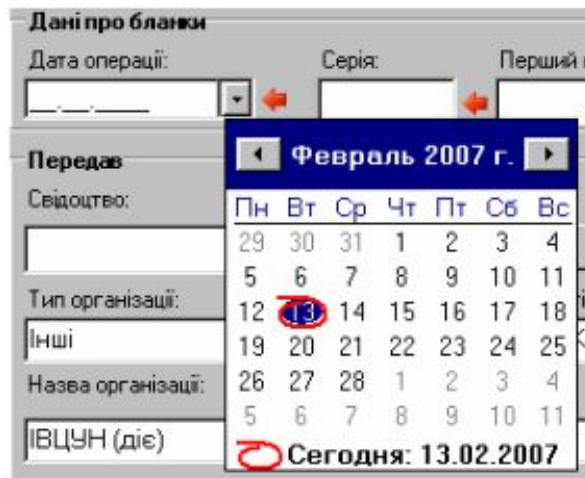 Дані про бланки
Дата операції: Серія: Перший
__.__.____
Передав
Свідоцтво:
Тип організації:
Інші
Назва організації:
ІВЦУН (діє)
Февраль 2007 г.
Пн Вт Ср Чт Пт Сб Вс
29 30 31 1 2 3 4
5 6 7 8 9 10 11
12 13 14 15 16 17 18
19 20 21 22 23 24 25
26 27 28 1 2 3 4
5 6 7 8 9 10 11
Сегодня: 13.02.2007